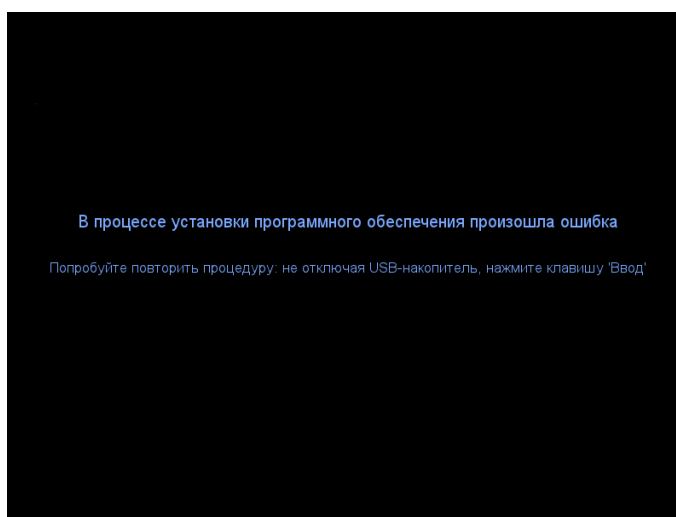 В процессе установки программного обеспечения произошла ошибка
Попробуйте повторить процедуру: не отключая USB-накопитель, нажмите клавишу 'Ввод'